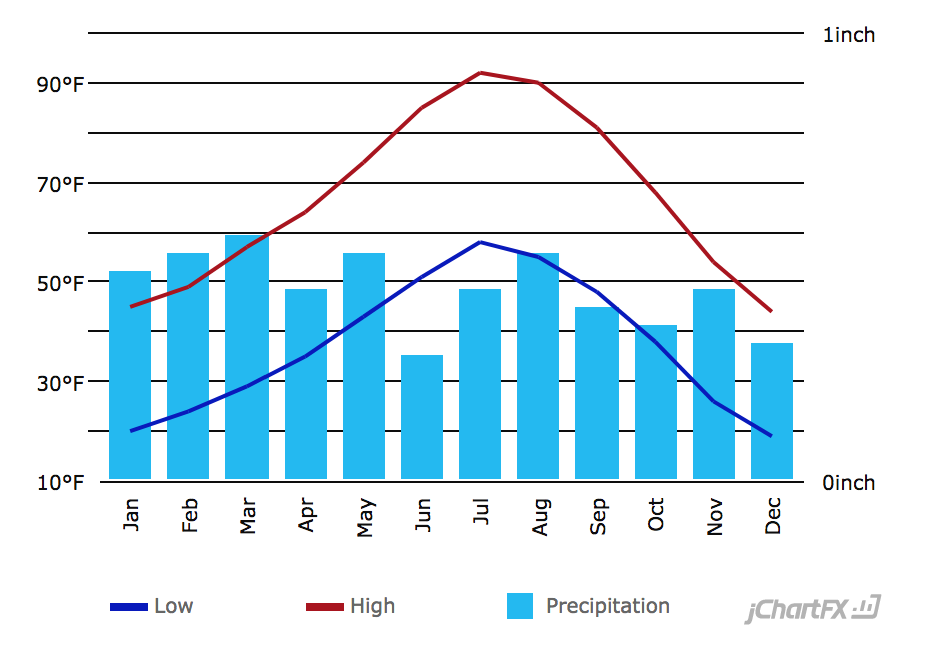 1inch
90°F
70°F
50°F
30°F
10°F
0inch
Jan Feb Mar Apr May Jun Jul Aug Sep Oct Nov Dec
Low High Precipitation
jChartFX